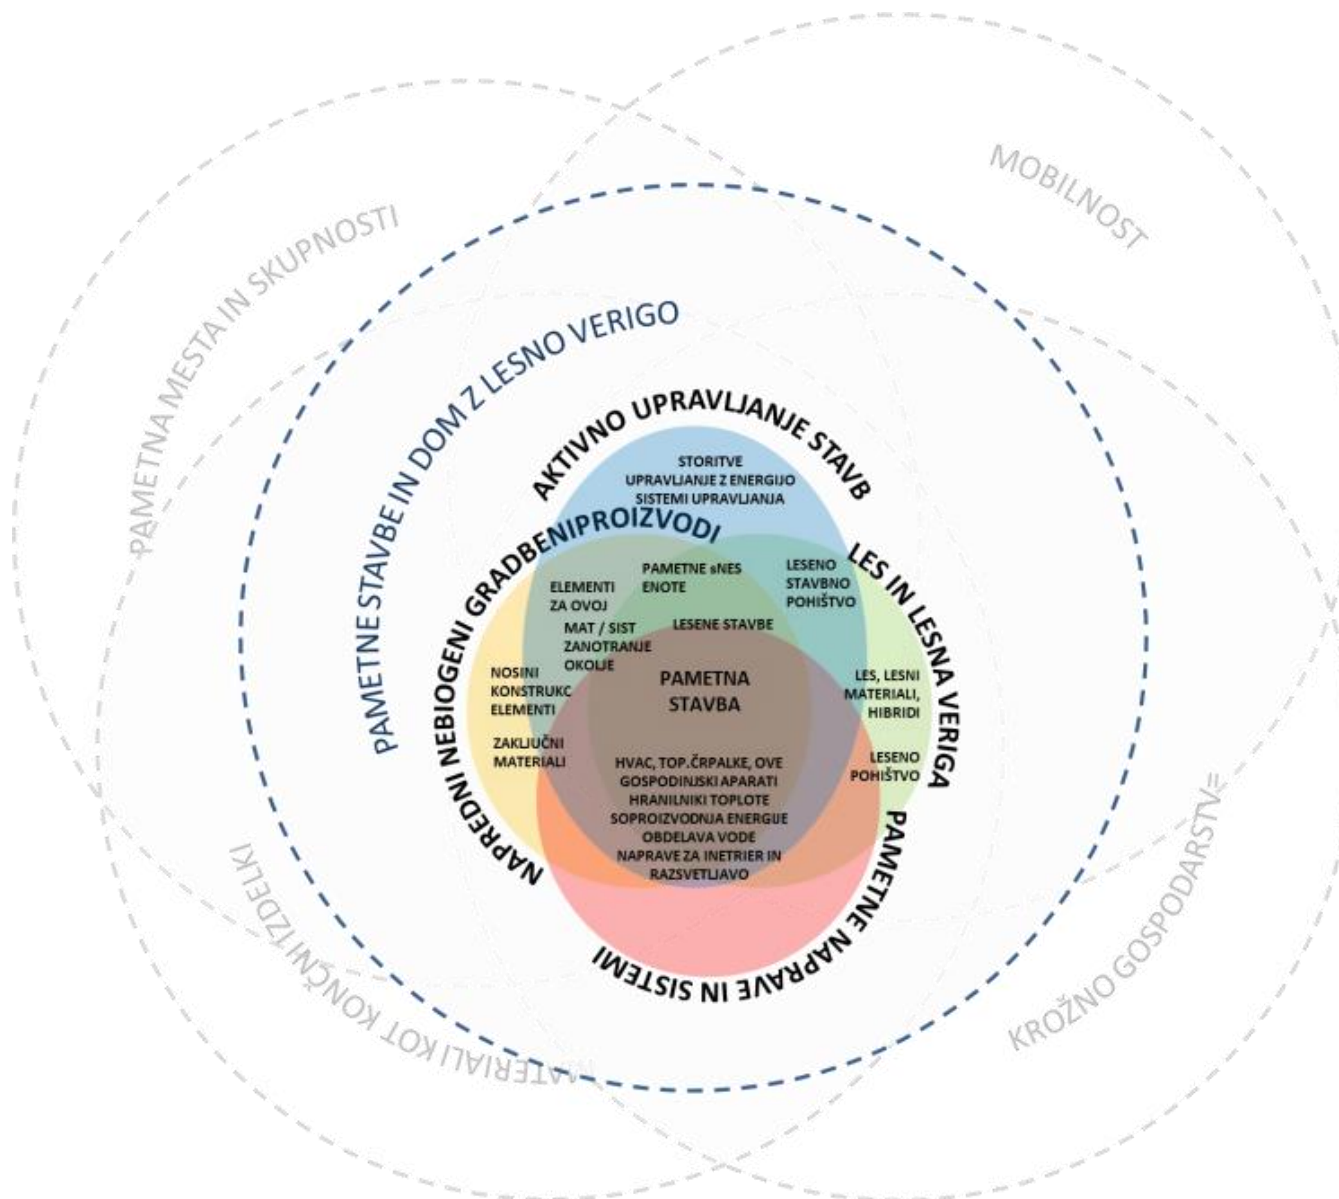 MOBILNOST
PAMETNA MESTA IN SKUPNOSTI
PAMETNE STAVBE IN DOM Z LESNO VERIGO
AKTIVNO UPRAVLJANJE STAVB
STORITVE
UPRAVLJANJE Z ENERGIJO
SISTEMI UPRAVLJANJA
NAPREDNI NEBIOGENI GRADBENIPROIZVODI
LES IN LESNA VERIGA
PAMETNE sNES
ENOTE
LESENO
STAVBNO
POHIŠTVO
ELEMENTI
ZA OVOJ
MAT / SIST
ZANOTRANJE
OKOLJE
LESENE STAVBE
NOSINI
KONSTRUKC
ELEMENTI
PAMETNA
STAVBA
LES, LESNI
MATERIALI,
HIBRIDI
ZAKLJUČNI
MATERIALI
LESENO
POHIŠTVO
HVAC, TOP.ČRPALKE, OVE
GOSPODINJSKI APARATI
HRANILNIKI TOPLOTE
SOPROIZVODNJA ENERGIJE
OBDELAVA VODE
NAPRAVE ZA INETRIER IN
RAZSVETLJAVO
PAMETNE NAPRAVE IN SISTEMI
KROŽNO GOSPODARSTV=
MATERIALI KOT KONČNI IZDELKI